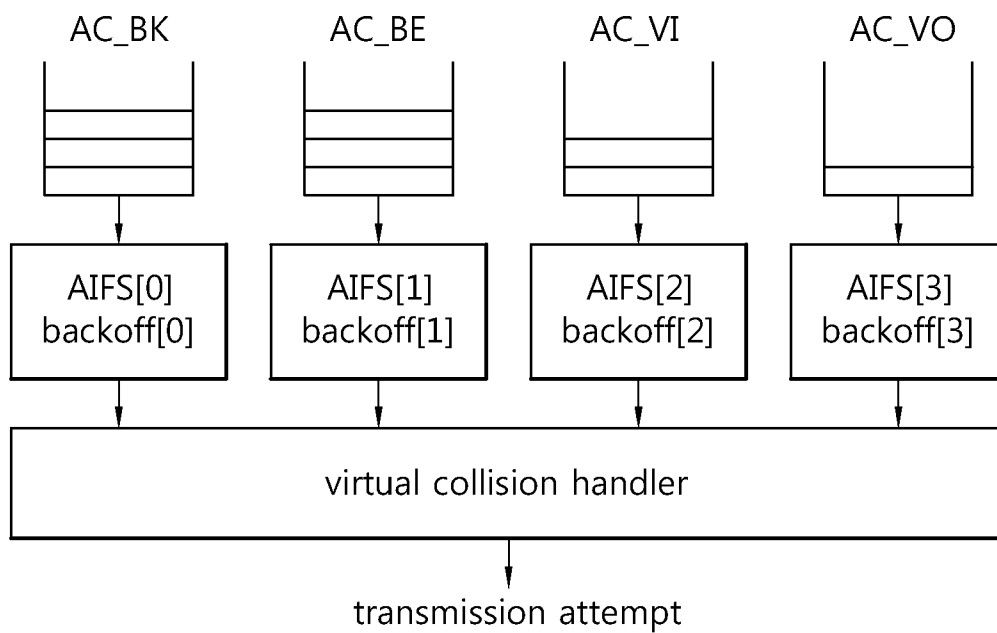 AC_BK
AC_BE
AC_VI
AC_VO
AIFS[0]
backoff[0]
AIFS[1]
backoff[1]
AIFS[2]
backoff[2]
AIFS[3]
backoff[3]
virtual collision handler
transmission attempt